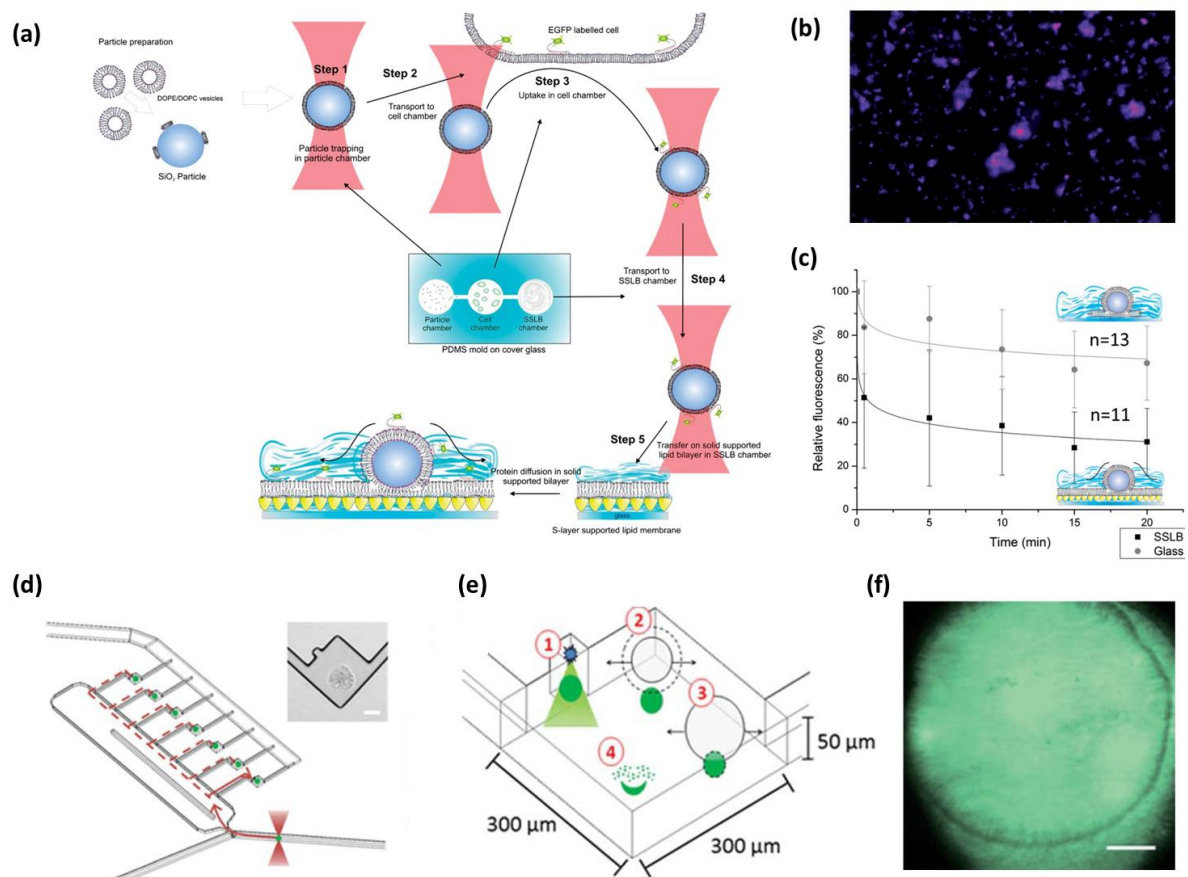 (a)
Particle preparation
DOPE/DOPC vesicles
SiO₂ Particle
Step 1
Particle trapping
in particle chamber
Step 2
Transport to
cell chamber
EGFP labelled cell
Step 3
Uptake in cell chamber
Particle
chamber
Cell
chamber
SSLB
chamber
PDMS mold on cover glass
Transport to
SSLB chamber
Step 4
Step 5
Transfer on solid supported
lipid bilayer in SSLB chamber
Protein diffusion in solid
supported bilayer
glass
S-layer supported lipid membrane
(b)
(c)
Relative fluorescence (%)
100
80
60
40
20
0
0
5
10
15
20
Time (min)
n=13
n=11
SSLB
Glass
(d)
(e)
1
2
3
4
50 µm
300 µm
300 µm
(f)